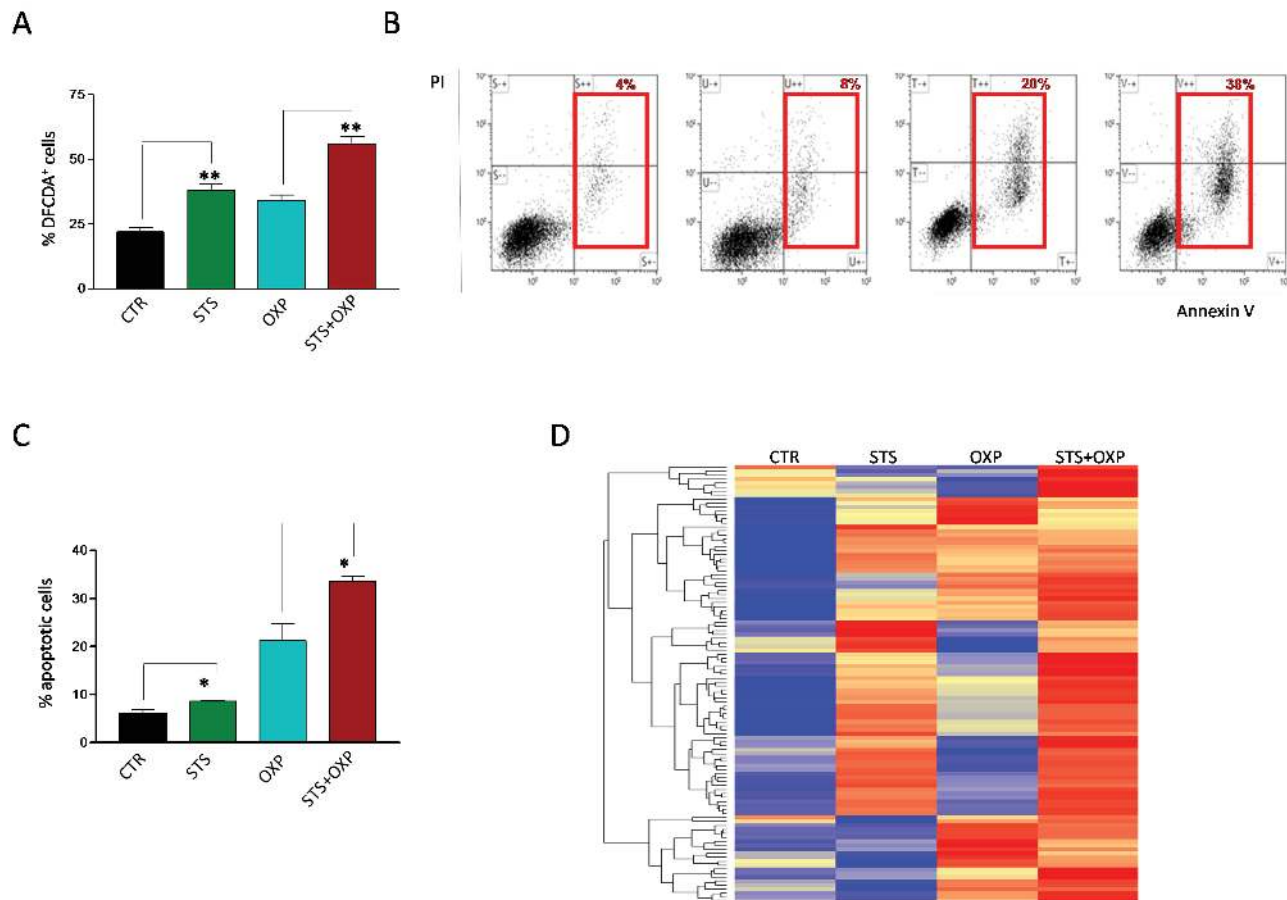 A
% DFCDA⁺ cells
75
50
25
0
**
**
CTR
STS
OXP
STS+OXP
B
PI
S-+
S++
4%
S--
S+-
U-+
U++
8%
U--
U+-
T-+
T++
20%
T--
T+-
V-+
V++
38%
V--
V+-
Annexin V
C
% apoptotic cells
40
30
20
10
0
*
*
CTR
STS
OXP
STS+OXP
D
CTR
STS
OXP
STS+OXP